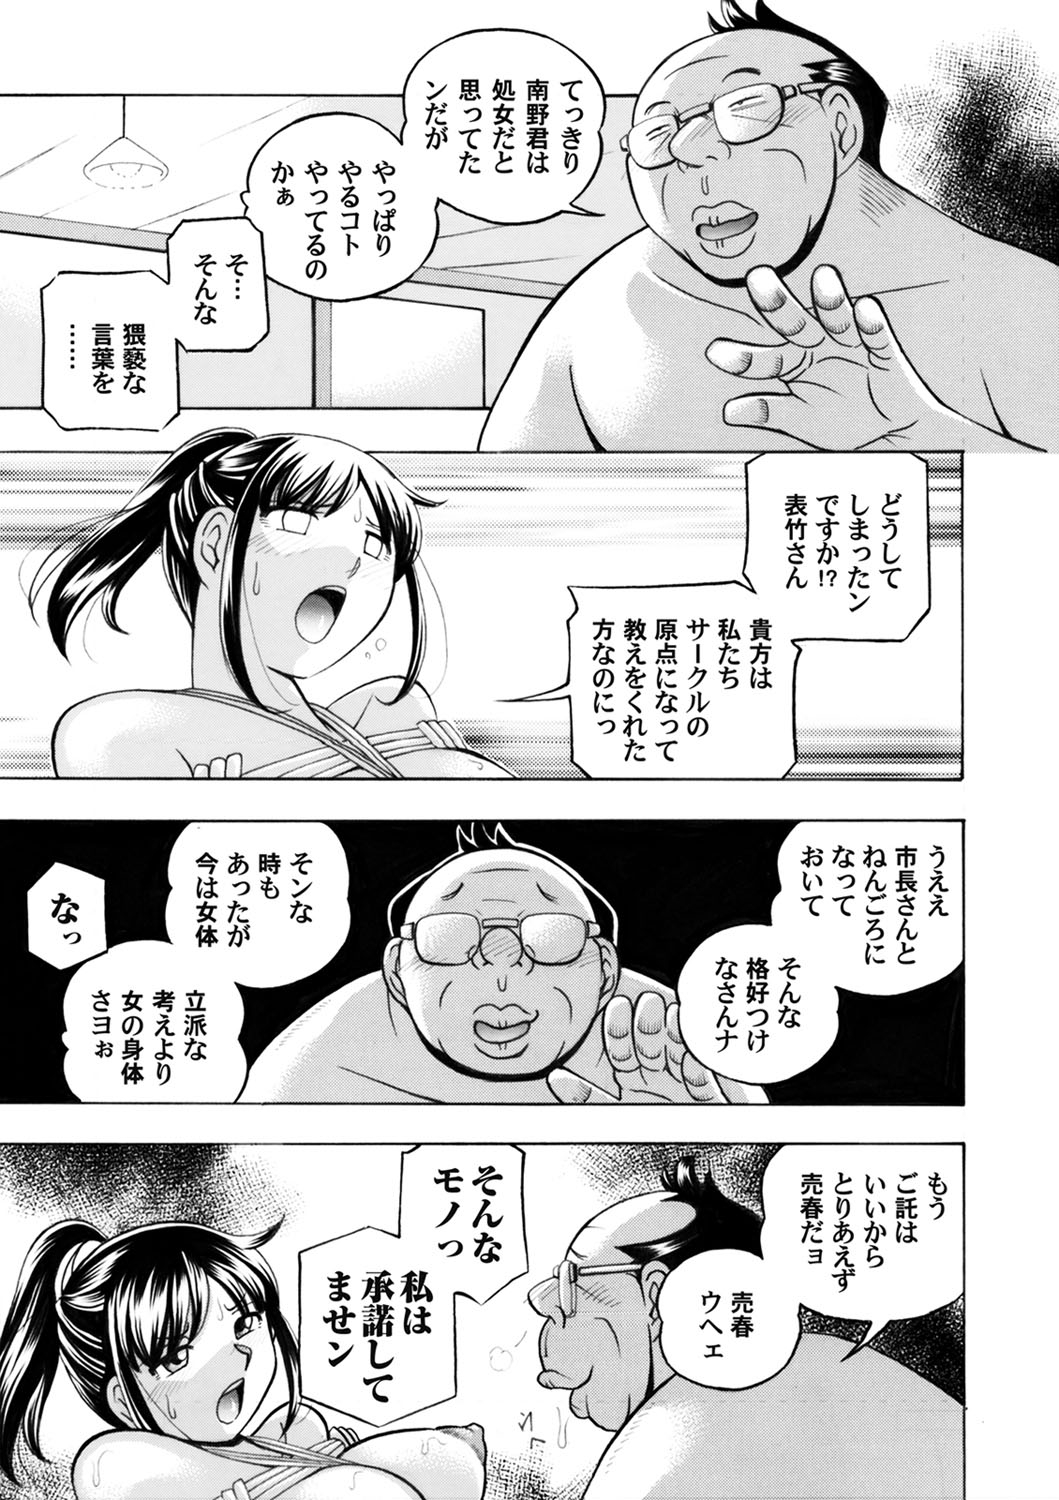 てっきり
南野君は
処女だと
思ってた
ンだが
やっぱり
やるコト
やってるの
かぁ
そ…
そんな
猥褻な
言葉を
……
どうして
しまったン
ですか!?
表竹さん
貴方は
私たち
サークルの
原点になって
教えをくれた
方なのにっ
うええ
市長さんと
ねんごろに
なって
おいて
そんな
格好つけ
なさんナ
そンな
時も
あったが
今は女体
立派な
考えより
女の身体
さヨぉ
なっ
もう
ご託は
いいから
とりあえず
売春だヨ
売春
ウヘェ
そんな
モノっ
私は
承諾して
ませン